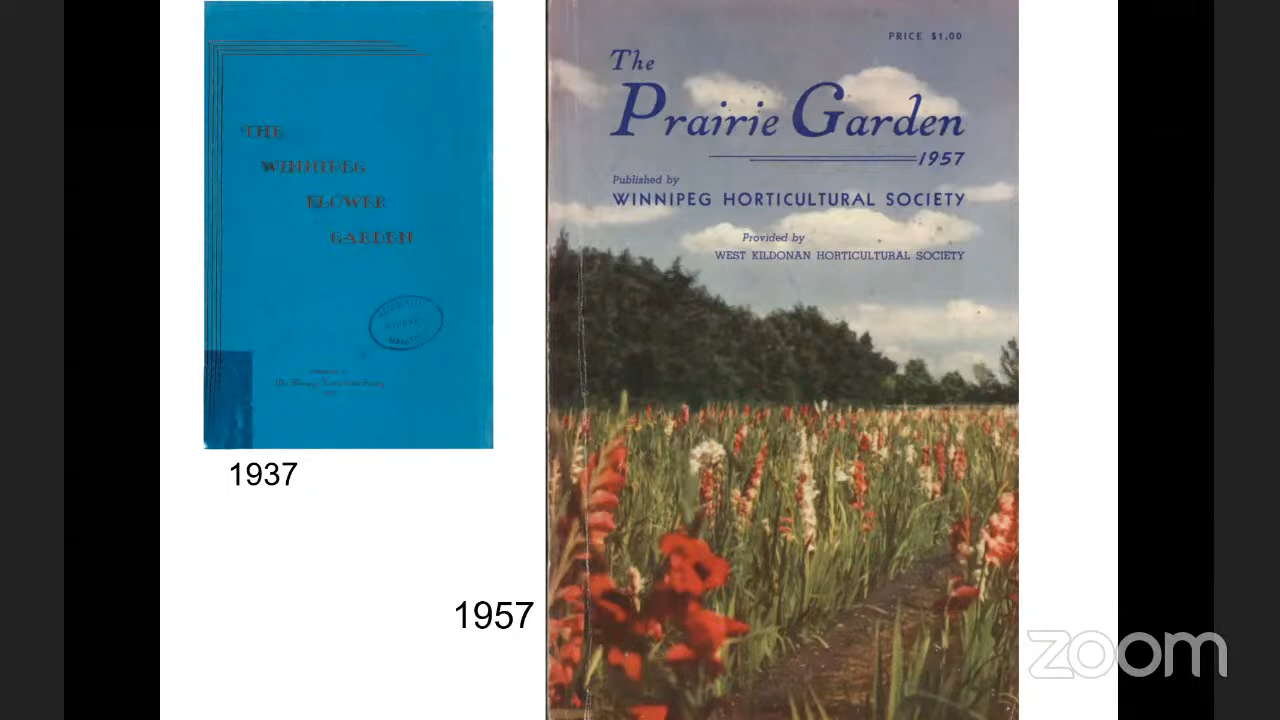 THE
WINNIPEG
FLOWER
GARDEN
1937
PRICE $1.00
The
Prairie Garden
1957
Published by
WINNIPEG HORTICULTURAL SOCIETY
Provided by
WEST KILDONAN HORTICULTURAL SOCIETY
1957
zoom